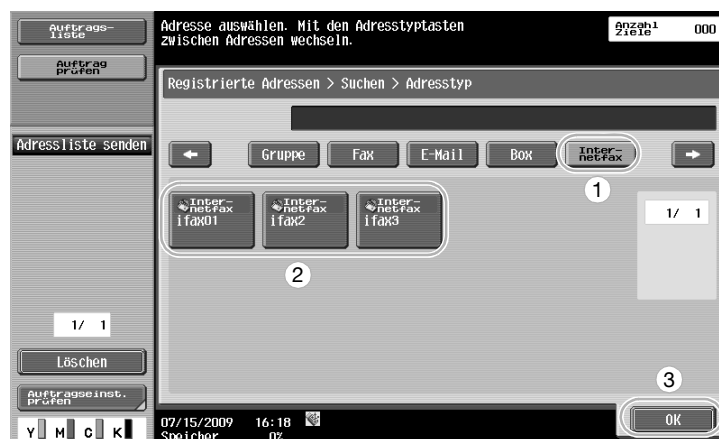 Auftrags-
liste
Auftrag
prüfen
Adressliste senden
1/ 1
Löschen
Auftragseinst.
prüfen
Y M C K
Adresse auswählen. Mit den Adresstyptasten
zwischen Adressen wechseln.
Anzahl
Ziele 000
Registrierte Adressen > Suchen > Adresstyp
Gruppe Fax E-Mail Box Inter-
netfax
1
Inter-
netfax
ifax01
Inter-
netfax
ifax2
Inter-
netfax
ifax3
2
1/ 1
3
OK
07/15/2009 16:18
Speicher 0%